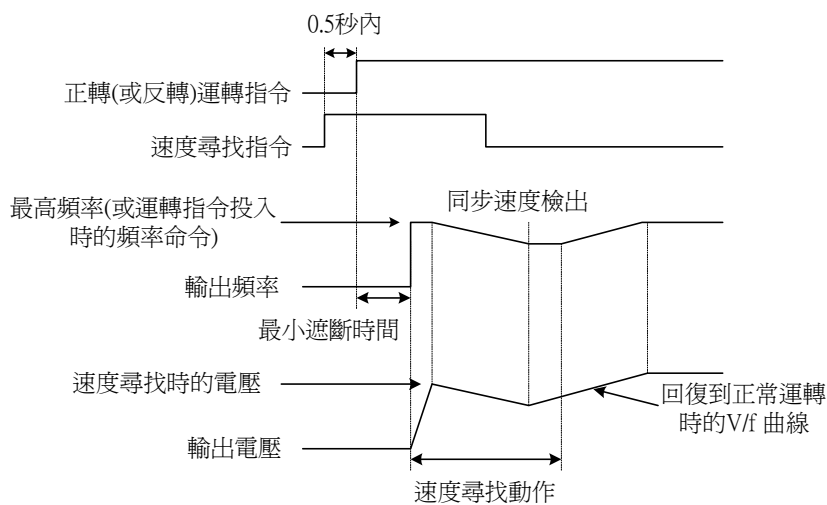 0.5秒內
正轉(或反轉)運轉指令
速度尋找指令
最高頻率(或運轉指令投入
時的頻率命令)
同步速度檢出
輸出頻率
最小遮斷時間
速度尋找時的電壓
回復到正常運轉
時的V/f 曲線
輸出電壓
速度尋找動作